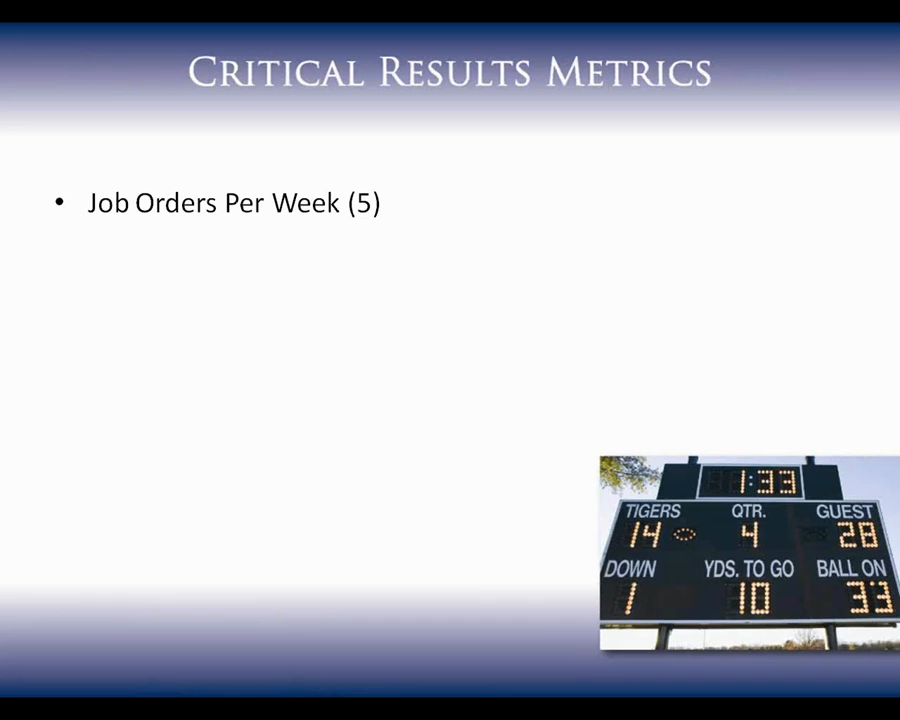 CRITICAL RESULTS METRICS
• Job Orders Per Week (5)
1:33
TIGERS QTR. GUEST
14 4 28
DOWN YDS. TO GO BALL ON
1 10 33